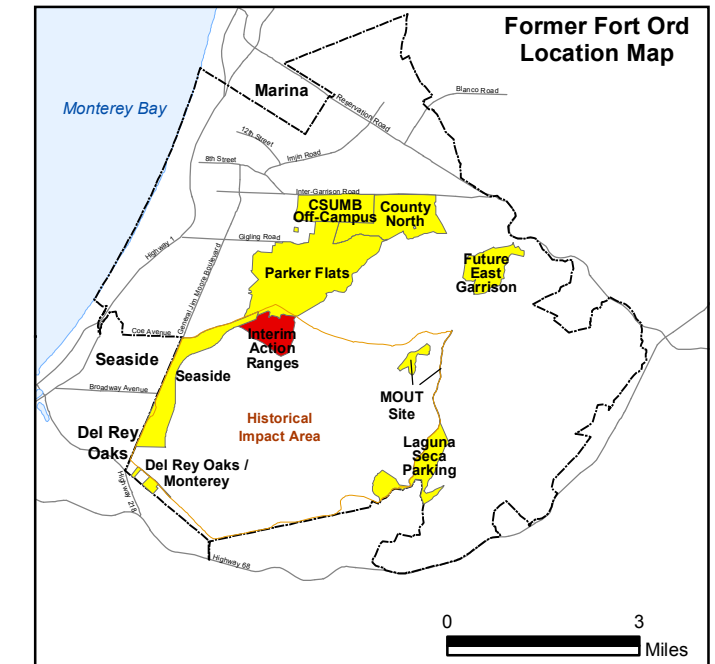 Former Fort Ord
Location Map
Marina
Blanco Road
Monterey Bay
Reservation Road
12th Street
Imjin Road
8th Street
Inter-Garrison Road
CSUMB
Off-Campus
County
North
Gigling Road
Highway 1
General Jim Moore Boulevard
Parker Flats
Future
East
Garrison
Coe Avenue
Interim
Action
Ranges
Seaside
Seaside
Broadway Avenue
MOUT
Site
Historical
Impact Area
Del Rey
Oaks
Laguna
Seca
Parking
Del Rey Oaks /
Monterey
Highway 218
Highway 68
0 3
Miles